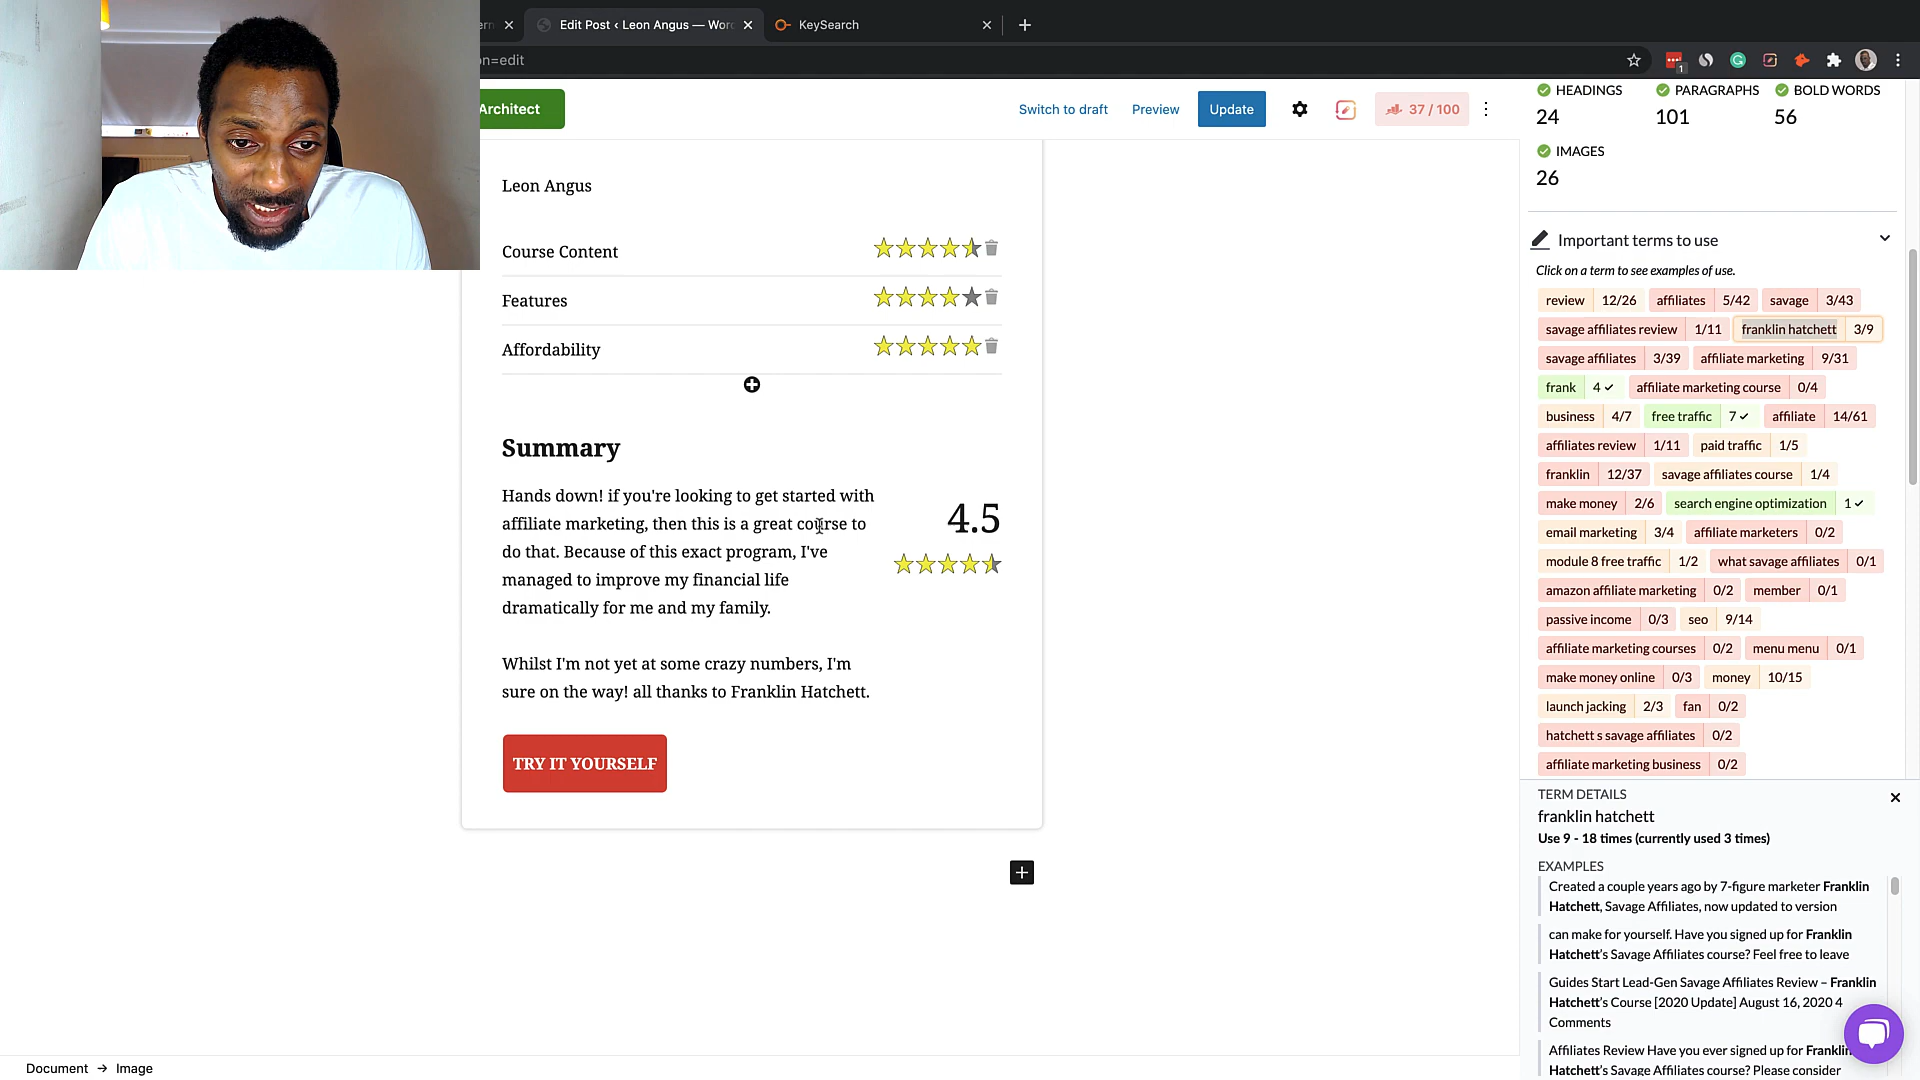 Edit Post ‹ Leon Angus — Wor
KeySearch
on=edit
1
Architect
Switch to draft
Preview
Update
37 / 100
Leon Angus
Course Content
Features
Affordability
Summary
Hands down! if you're looking to get started with
affiliate marketing, then this is a great course to
do that. Because of this exact program, I've
managed to improve my financial life
dramatically for me and my family.
4.5
Whilst I'm not yet at some crazy numbers, I'm
sure on the way! all thanks to Franklin Hatchett.
TRY IT YOURSELF
Document → Image
HEADINGS PARAGRAPHS BOLD WORDS
24 101 56
IMAGES
26
Important terms to use
Click on a term to see examples of use.
review 12/26 affiliates 5/42 savage 3/43
savage affiliates review 1/11 franklin hatchett 3/9
savage affiliates 3/39 affiliate marketing 9/31
frank 4 affiliate marketing course 0/4
business 4/7 free traffic 7 affiliate 14/61
affiliates review 1/11 paid traffic 1/5
franklin 12/37 savage affiliates course 1/4
make money 2/6 search engine optimization 1
email marketing 3/4 affiliate marketers 0/2
module 8 free traffic 1/2 what savage affiliates 0/1
amazon affiliate marketing 0/2 member 0/1
passive income 0/3 seo 9/14
affiliate marketing courses 0/2 menu menu 0/1
make money online 0/3 money 10/15
launch jacking 2/3 fan 0/2
hatchett s savage affiliates 0/2
affiliate marketing business 0/2
TERM DETAILS
franklin hatchett
Use 9 - 18 times (currently used 3 times)
EXAMPLES
Created a couple years ago by 7-figure marketer Franklin
Hatchett, Savage Affiliates, now updated to version
can make for yourself. Have you signed up for Franklin
Hatchett's Savage Affiliates course? Feel free to leave
Guides Start Lead-Gen Savage Affiliates Review – Franklin
Hatchett's Course [2020 Update] August 16, 2020 4
Comments
Affiliates Review Have you ever signed up for Franklin
Hatchett's Savage Affiliates course? Please consider